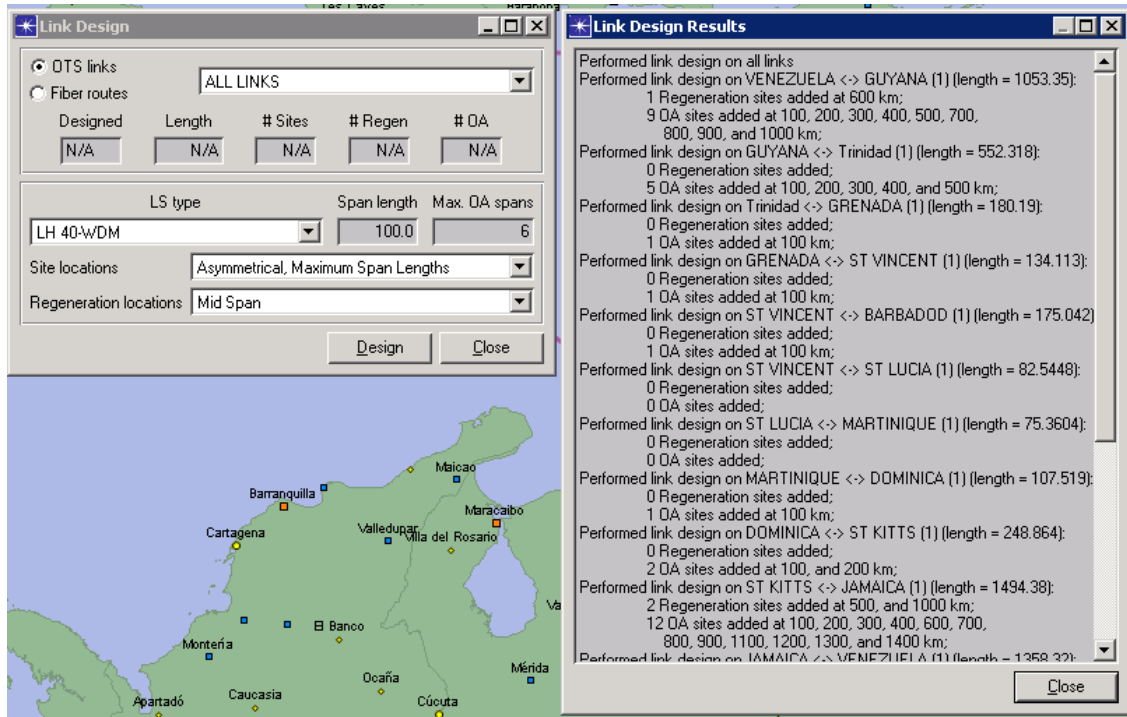 Les Cayes
Barahona
Link Design
OTS links
Fiber routes
ALL LINKS
Designed Length # Sites # Regen # OA
N/A N/A N/A N/A N/A
LS type Span length Max. OA spans
LH 40-WDM 100.0 6
Site locations Asymmetrical, Maximum Span Lengths
Regeneration locations Mid Span
Design Close
Link Design Results
Performed link design on all links
Performed link design on VENEZUELA <-> GUYANA (1) (length = 1053.35):
1 Regeneration sites added at 600 km;
9 OA sites added at 100, 200, 300, 400, 500, 700,
800, 900, and 1000 km;
Performed link design on GUYANA <-> Trinidad (1) (length = 552.318):
0 Regeneration sites added;
5 OA sites added at 100, 200, 300, 400, and 500 km;
Performed link design on Trinidad <-> GRENADA (1) (length = 180.19):
0 Regeneration sites added;
1 OA sites added at 100 km;
Performed link design on GRENADA <-> ST VINCENT (1) (length = 134.113):
0 Regeneration sites added;
1 OA sites added at 100 km;
Performed link design on ST VINCENT <-> BARBADOD (1) (length = 175.042)
0 Regeneration sites added;
1 OA sites added at 100 km;
Performed link design on ST VINCENT <-> ST LUCIA (1) (length = 82.5448):
0 Regeneration sites added;
0 OA sites added;
Performed link design on ST LUCIA <-> MARTINIQUE (1) (length = 75.3604):
0 Regeneration sites added;
0 OA sites added;
Performed link design on MARTINIQUE <-> DOMINICA (1) (length = 107.519):
0 Regeneration sites added;
1 OA sites added at 100 km;
Performed link design on DOMINICA <-> ST KITTS (1) (length = 248.864):
0 Regeneration sites added;
2 OA sites added at 100, and 200 km;
Performed link design on ST KITTS <-> JAMAICA (1) (length = 1494.38):
2 Regeneration sites added at 500, and 1000 km;
12 OA sites added at 100, 200, 300, 400, 600, 700,
800, 900, 1100, 1200, 1300, and 1400 km;
Performed link design on JAMAICA <-> VENEZUELA (1) (length = 1358.32):
Close
Maicao
Barranquilla
Maracaibo
Cartagena
Valledupar
Villa del Rosario
Va
El Banco
Montería
Mérida
Ocaña
Apartadó
Caucasia
Cúcuta